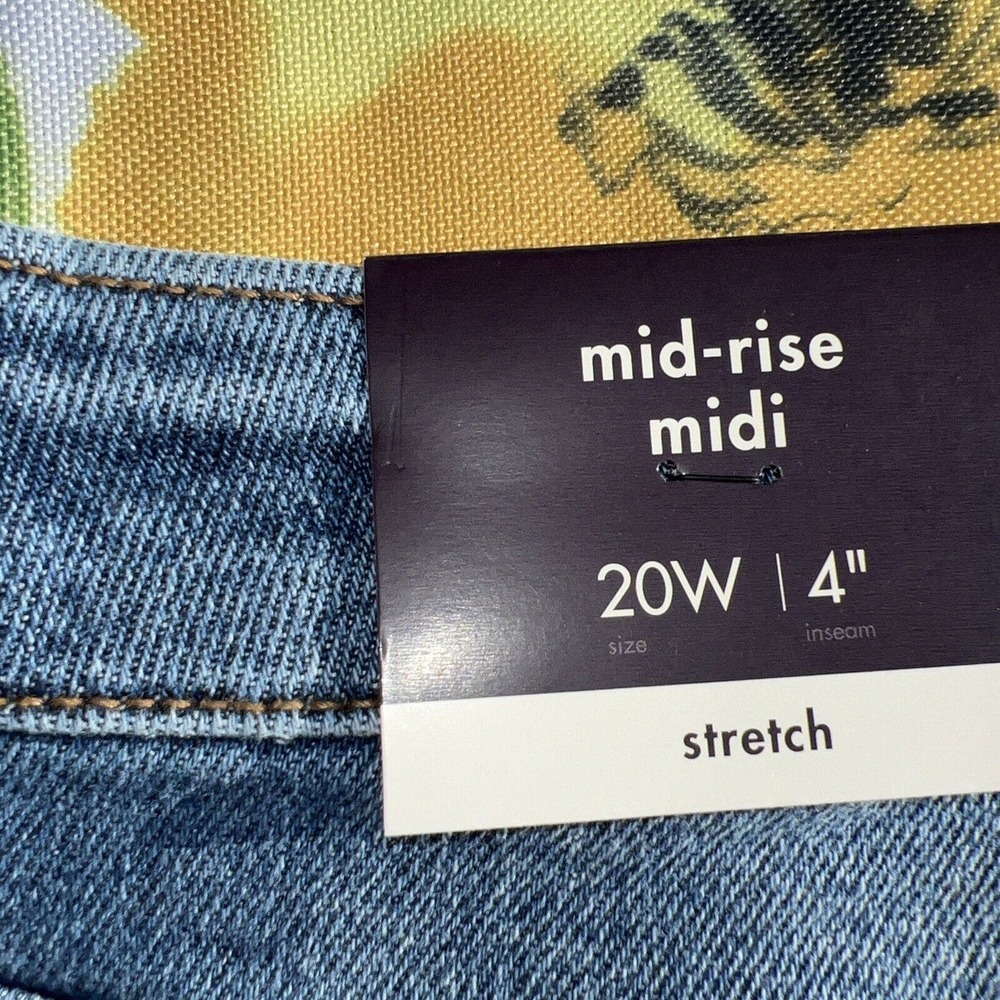 mid-rise
midi
20W | 4"
size inseam
stretch